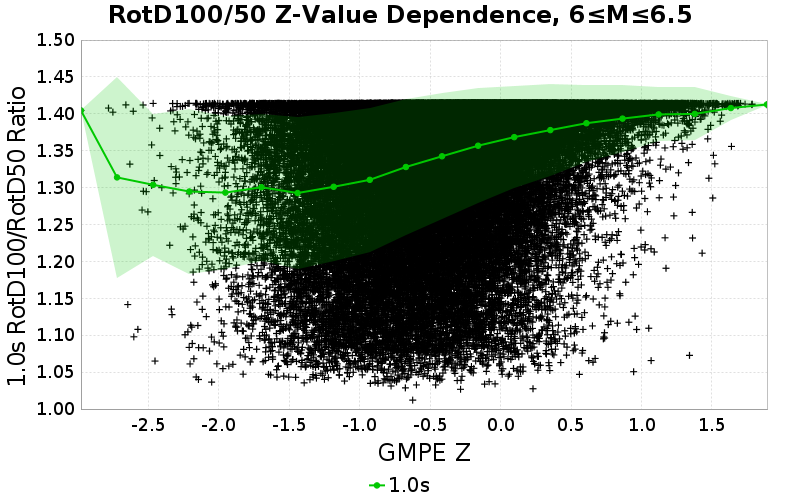 RotD100/50 Z-Value Dependence, 6≤M≤6.5
1.0s RotD100/RotD50 Ratio
1.50
1.45
1.40
1.35
1.30
1.25
1.20
1.15
1.10
1.05
1.00
-2.5 -2.0 -1.5 -1.0 -0.5 0.0 0.5 1.0 1.5
GMPE Z
1.0s